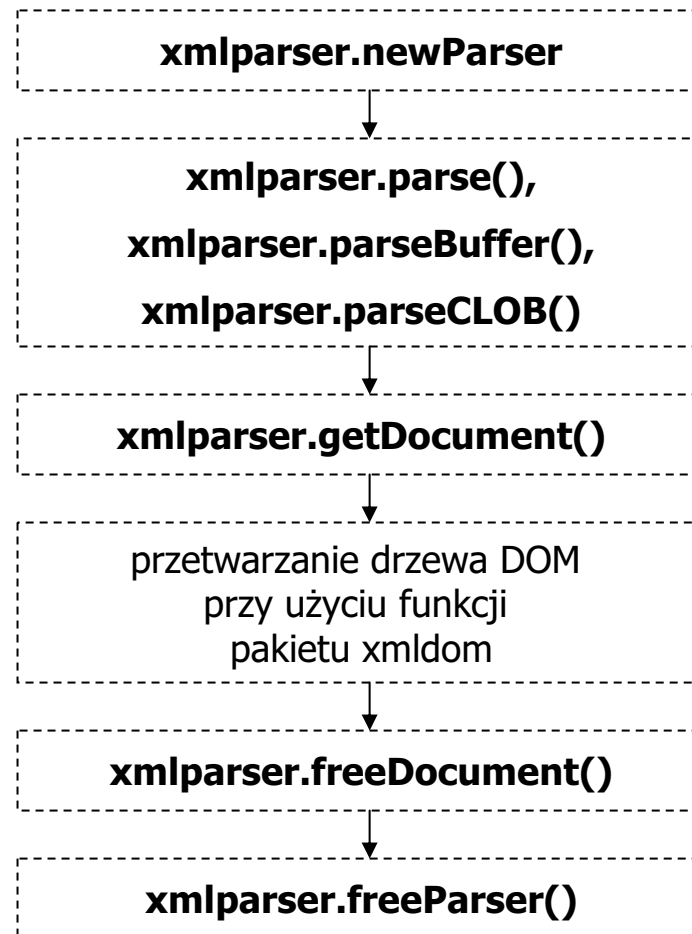 xmlparser.newParser
xmlparser.parse(),
xmlparser.parseBuffer(),
xmlparser.parseCLOB()
xmlparser.getDocument()
przetwarzanie drzewa DOM
przy użyciu funkcji
pakietu xmldom
xmlparser.freeDocument()
xmlparser.freeParser()